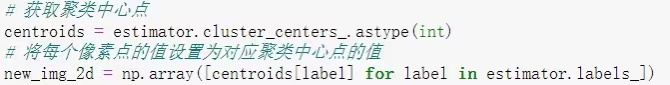 # 获取聚类中心点
centroids = estimator.cluster_centers_.astype(int)
# 将每个像素点的值设置为对应聚类中心点的值
new_img_2d = np.array([centroids[label] for label in estimator.labels_])